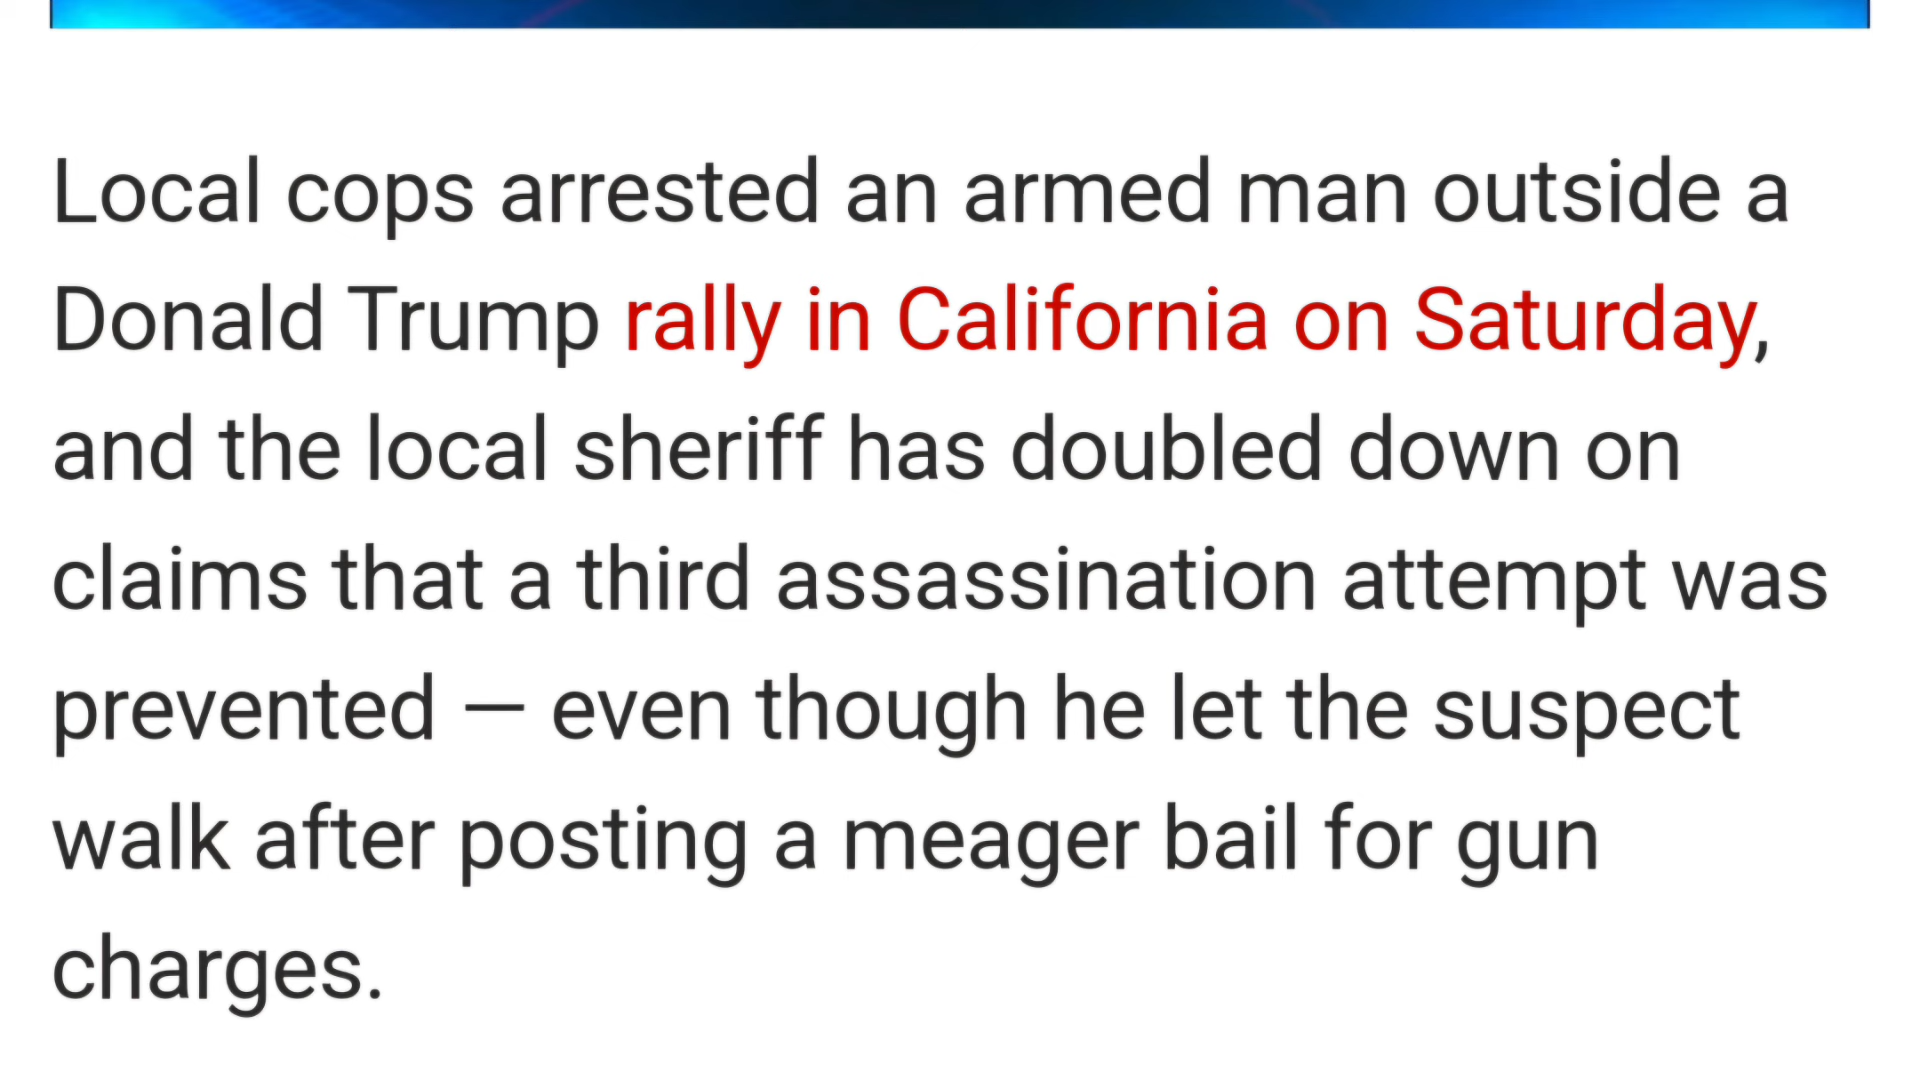 Local cops arrested an armed man outside a
Donald Trump rally in California on Saturday,
and the local sheriff has doubled down on
claims that a third assassination attempt was
prevented — even though he let the suspect
walk after posting a meager bail for gun
charges.